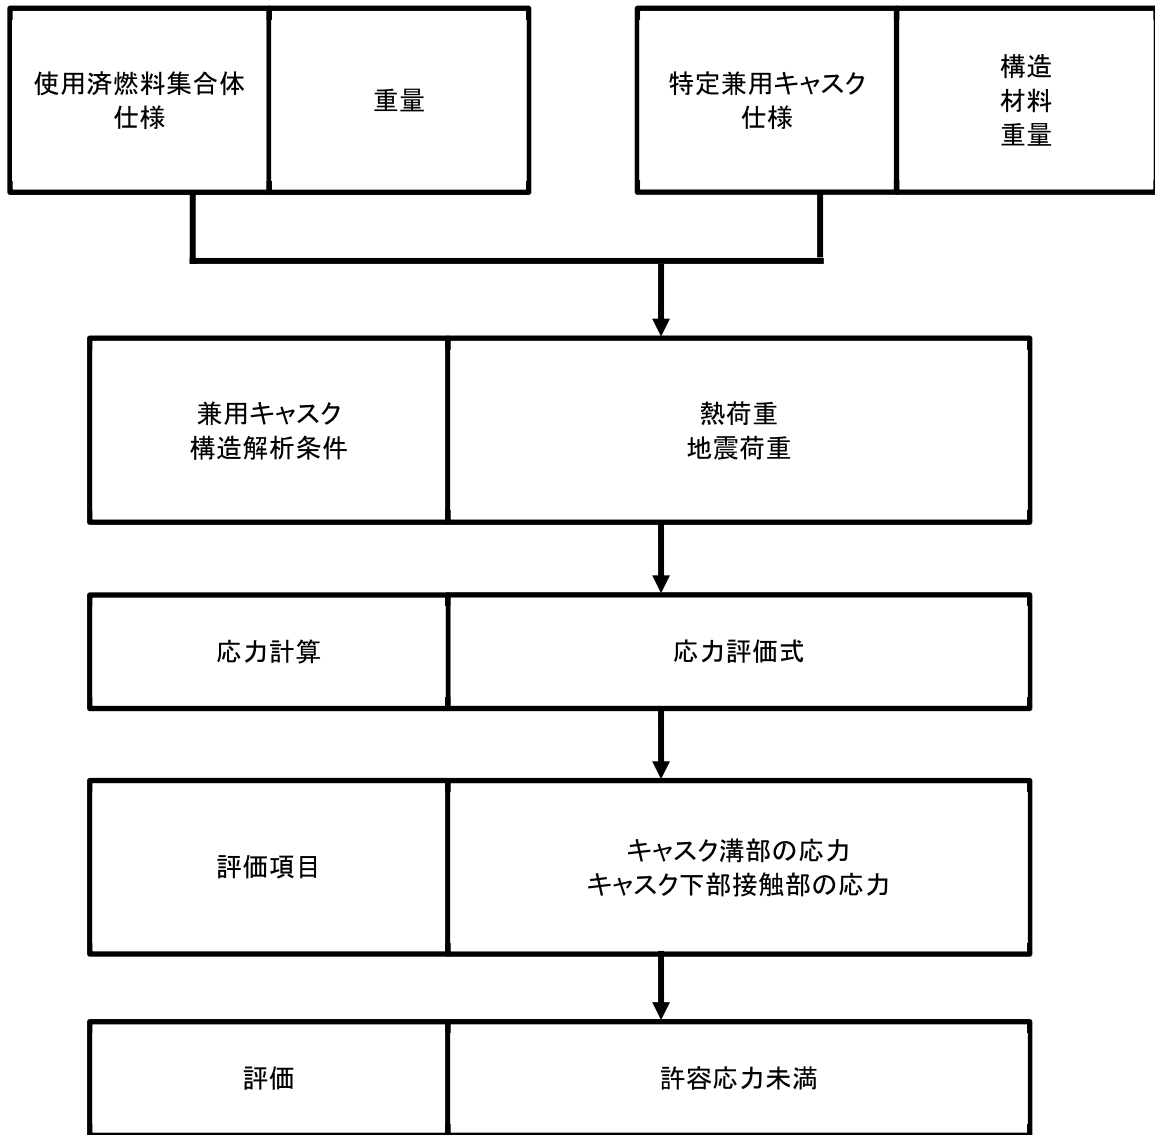 使用済燃料集合体
仕様
重量
特定兼用キャスク
仕様
構造
材料
重量
兼用キャスク
構造解析条件
熱荷重
地震荷重
応力計算
応力評価式
評価項目
キャスク溝部の応力
キャスク下部接触部の応力
評価
許容応力未満